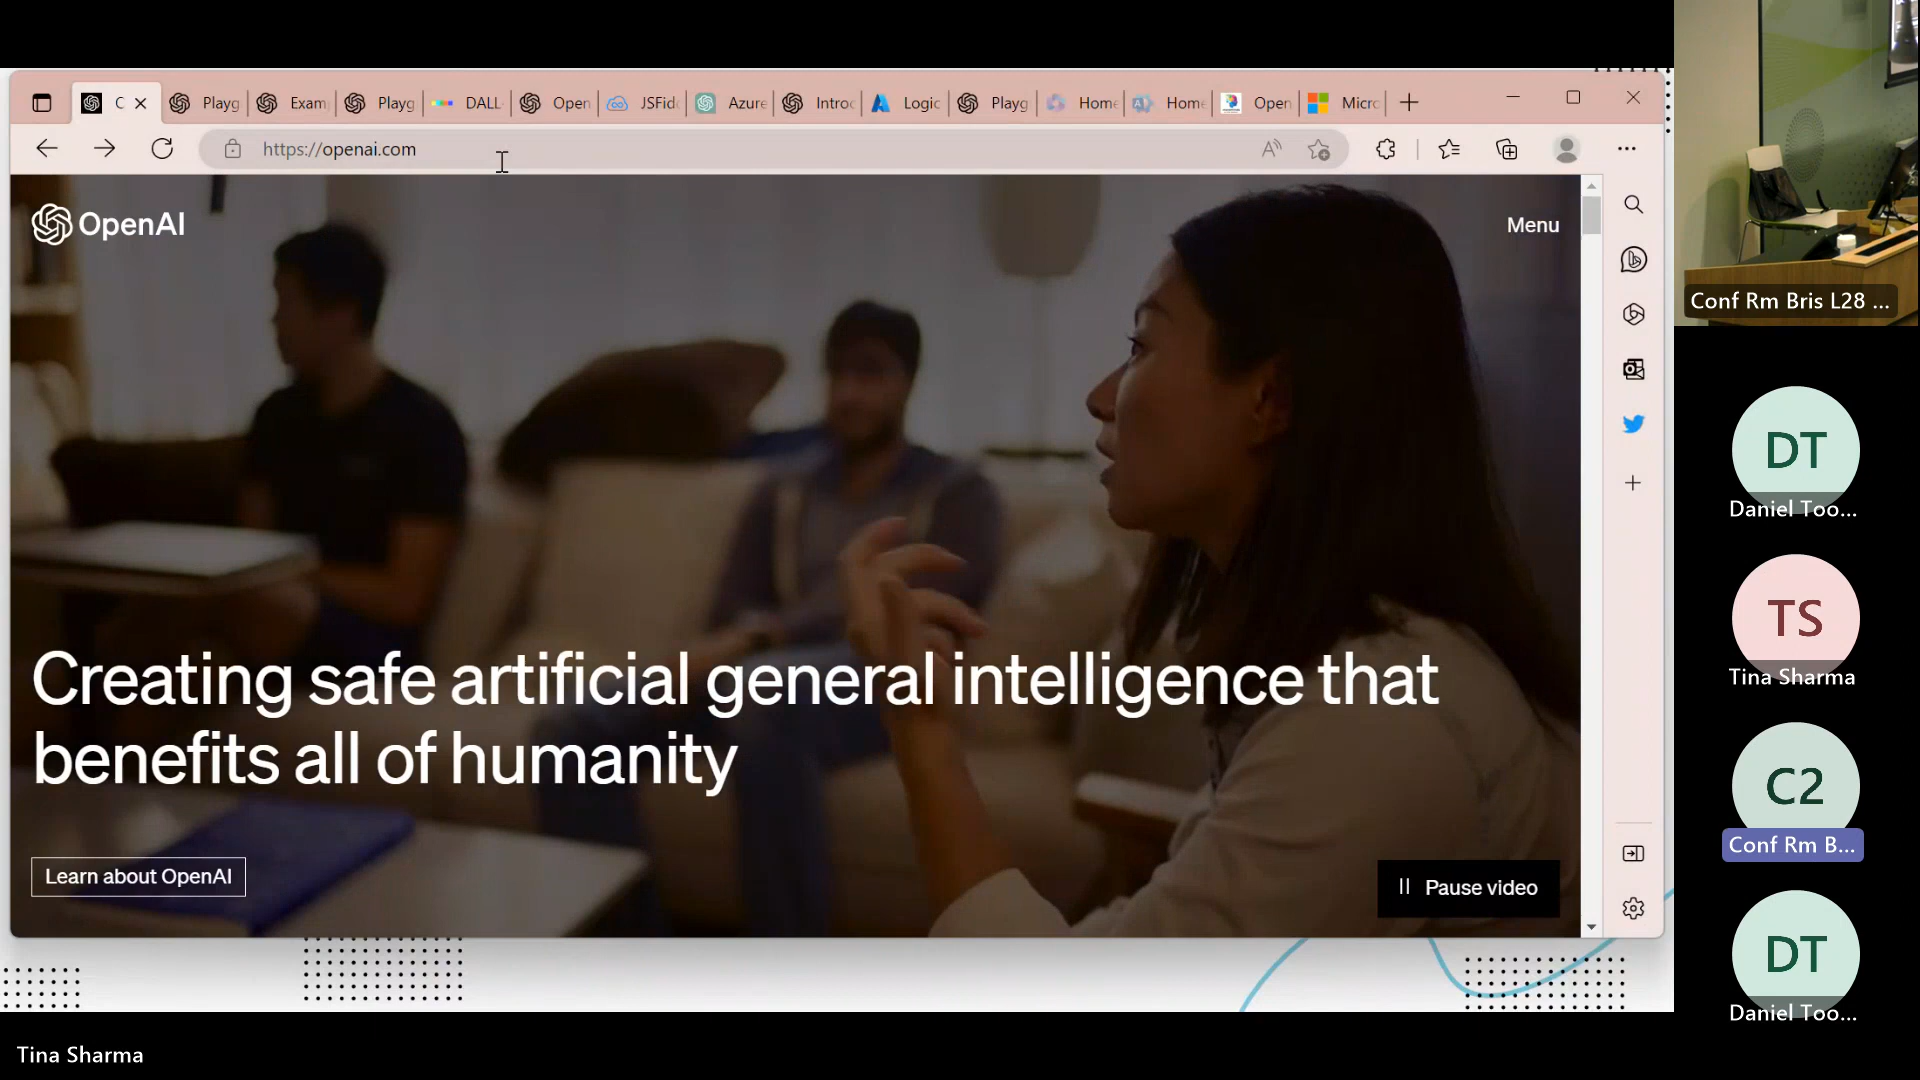 C
Playg
Exam
Playg
DALL
Open
JSFid
Azure
Introc
Logic
Playg
Home
Home
Open
Micro
https://openai.com
OpenAI
Menu
Creating safe artificial general intelligence that
benefits all of humanity
Learn about OpenAI
Pause video
Conf Rm Bris L28 ...
DT
Daniel Too...
TS
Tina Sharma
C2
Conf Rm B...
DT
Daniel Too...
Tina Sharma